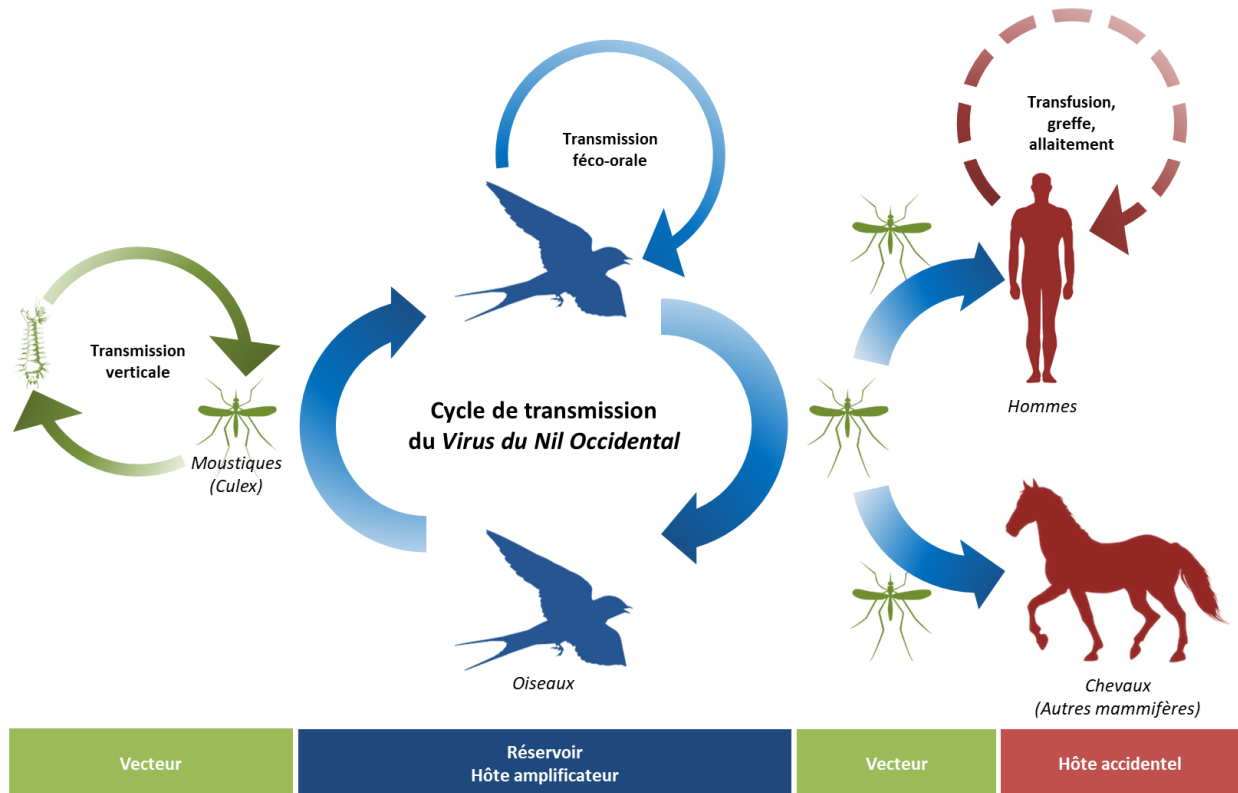 Transfusion,
greffe,
allaitement
Transmission
féco-orale
Transmission
verticale
Moustiques
(Culex)
Cycle de transmission
du Virus du Nil Occidental
Oiseaux
Hommes
Chevaux
(Autres mammifères)
Vecteur
Réservoir
Hôte amplificateur
Vecteur
Hôte accidentel